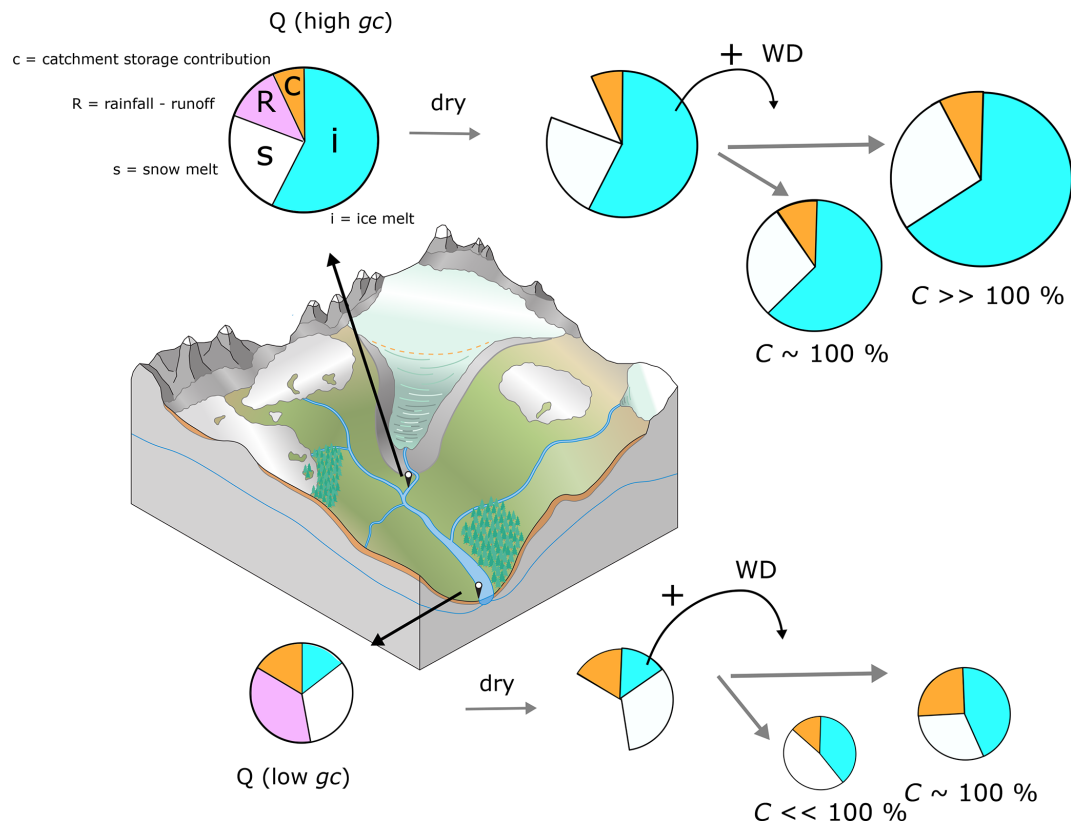 Q (high gc)
c = catchment storage contribution
R = rainfall - runoff
s = snow melt
i = ice melt
c
R
s
i
dry
+ WD
C ~ 100 %
C >> 100 %
Q (low gc)
dry
+ WD
C << 100 %
C ~ 100 %